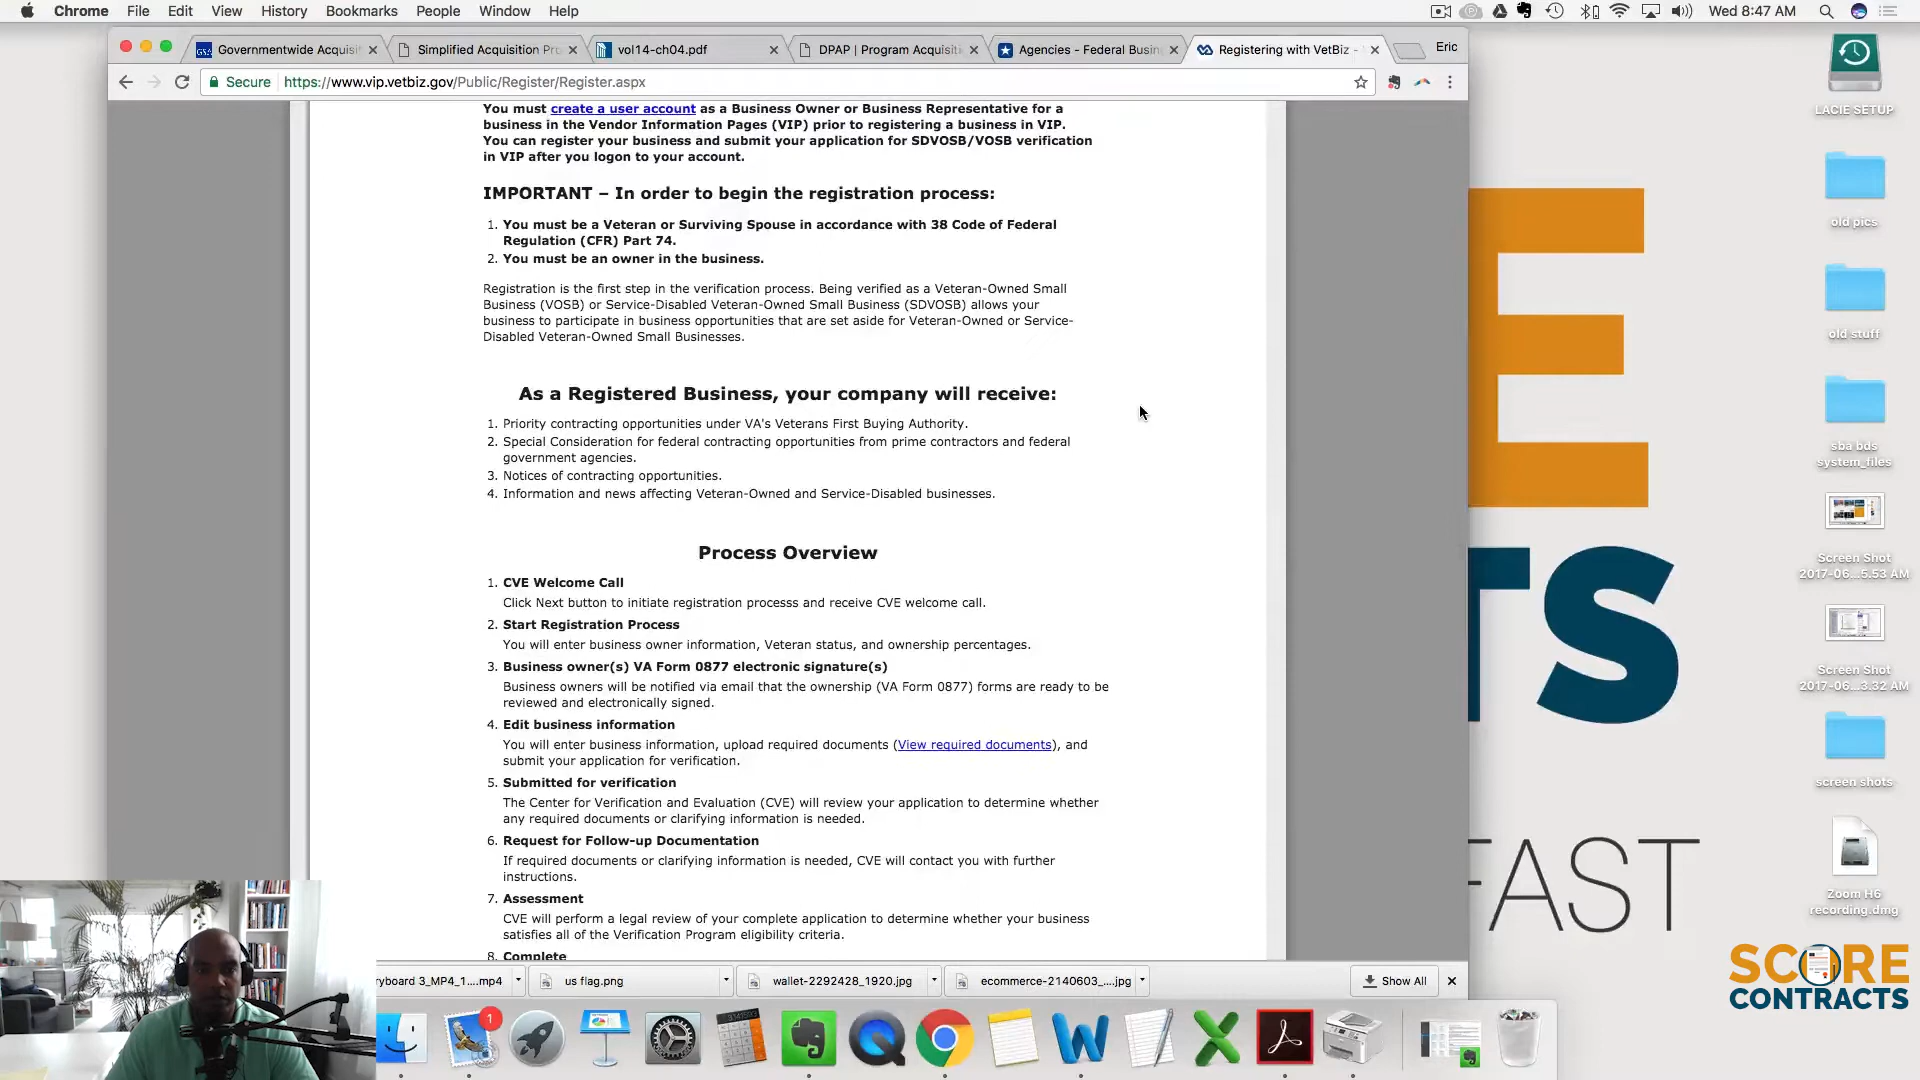 Chrome File Edit View History Bookmarks People Window Help Wed 8:47 AM
GSA Governmentwide Acquisi Simplified Acquisition Pro vol14-ch04.pdf DPAP | Program Acquisiti Agencies - Federal Busin Registering with VetBiz - Eric
Secure https://www.vip.vetbiz.gov/Public/Register/Register.aspx
You must create a user account as a Business Owner or Business Representative for a
business in the Vendor Information Pages (VIP) prior to registering a business in VIP.
You can register your business and submit your application for SDVOSB/VOSB verification
in VIP after you logon to your account.
IMPORTANT – In order to begin the registration process:
1. You must be a Veteran or Surviving Spouse in accordance with 38 Code of Federal
Regulation (CFR) Part 74.
2. You must be an owner in the business.
Registration is the first step in the verification process. Being verified as a Veteran-Owned Small
Business (VOSB) or Service-Disabled Veteran-Owned Small Business (SDVOSB) allows your
business to participate in business opportunities that are set aside for Veteran-Owned or Service-
Disabled Veteran-Owned Small Businesses.
As a Registered Business, your company will receive:
1. Priority contracting opportunities under VA's Veterans First Buying Authority.
2. Special Consideration for federal contracting opportunities from prime contractors and federal
government agencies.
3. Notices of contracting opportunities.
4. Information and news affecting Veteran-Owned and Service-Disabled businesses.
Process Overview
1. CVE Welcome Call
Click Next button to initiate registration processs and receive CVE welcome call.
2. Start Registration Process
You will enter business owner information, Veteran status, and ownership percentages.
3. Business owner(s) VA Form 0877 electronic signature(s)
Business owners will be notified via email that the ownership (VA Form 0877) forms are ready to be
reviewed and electronically signed.
4. Edit business information
You will enter business information, upload required documents (View required documents), and
submit your application for verification.
5. Submitted for verification
The Center for Verification and Evaluation (CVE) will review your application to determine whether
any required documents or clarifying information is needed.
6. Request for Follow-up Documentation
If required documents or clarifying information is needed, CVE will contact you with further
instructions.
7. Assessment
CVE will perform a legal review of your complete application to determine whether your business
satisfies all of the Verification Program eligibility criteria.
8. Complete
ryboard 3_MP4_1....mp4 us flag.png wallet-2292428_1920.jpg ecommerce-2140603_....jpg Show All
1
LACIE SETUP
old pics
old stuff
sba bds
system_files
Screen Shot
2017-06...5.53 AM
Screen Shot
2017-06...3.32 AM
screen shots
Zoom H6
recording.dmg
E
TS
FAST
SCORE
CONTRACTS